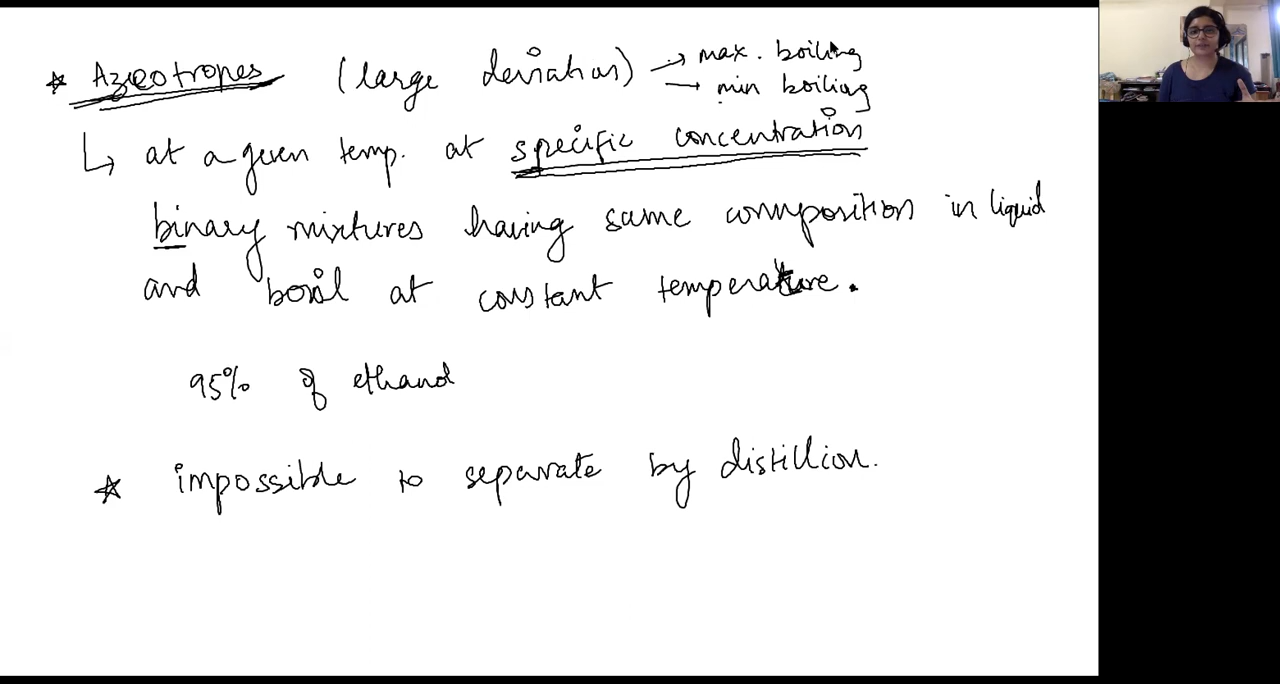 * Azeotropes (large deviation) → max. boiling
→ min boiling
↳ at a given temp. at specific concentration
binary mixtures having same composition in liquid
and boil at constant temperature.
95% of ethanol
* impossible to separate by distillion.